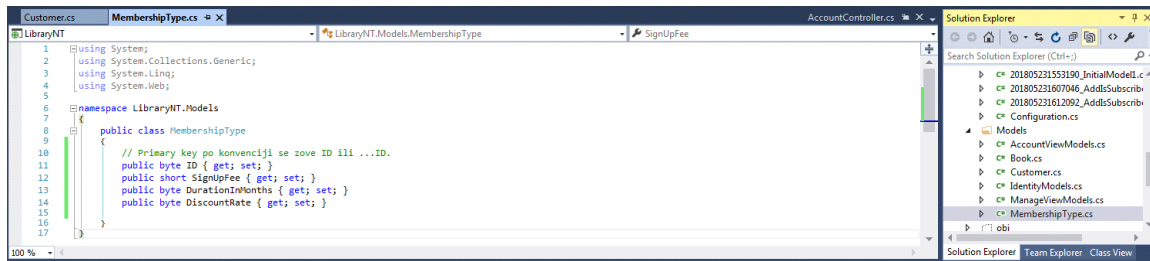 Customer.cs
MembershipType.cs
AccountController.cs
LibraryNT
LibraryNT.Models.MembershipType
SignUpFee
1 using System;
2 using System.Collections.Generic;
3 using System.Linq;
4 using System.Web;
5
6 namespace LibraryNT.Models
7 {
8 public class MembershipType
9 {
10 // Primary key po konvenciji se zove ID ili ...ID.
11 public byte ID { get; set; }
12 public short SignUpFee { get; set; }
13 public byte DurationInMonths { get; set; }
14 public byte DiscountRate { get; set; }
15
16 }
17 }
100 %
Solution Explorer
Search Solution Explorer (Ctrl+;)
C# 201805231553190_InitialModel1.c
C# 201805231607046_AddIsSubscribe
C# 201805231612092_AddIsSubscribe
C# Configuration.cs
Models
C# AccountViewModels.cs
C# Book.cs
C# Customer.cs
C# IdentityModels.cs
C# ManageViewModels.cs
C# MembershipType.cs
obj
Solution Explorer Team Explorer Class View